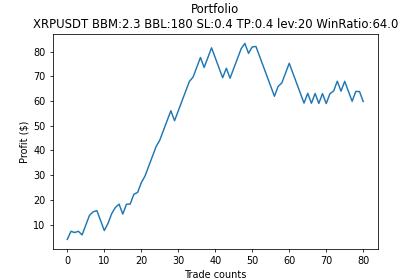 Portfolio
XRPUSDT BBM:2.3 BBL:180 SL:0.4 TP:0.4 lev:20 WinRatio:64.0
80
70
60
50
40
30
20
10
Profit ($)
0 10 20 30 40 50 60 70 80
Trade counts